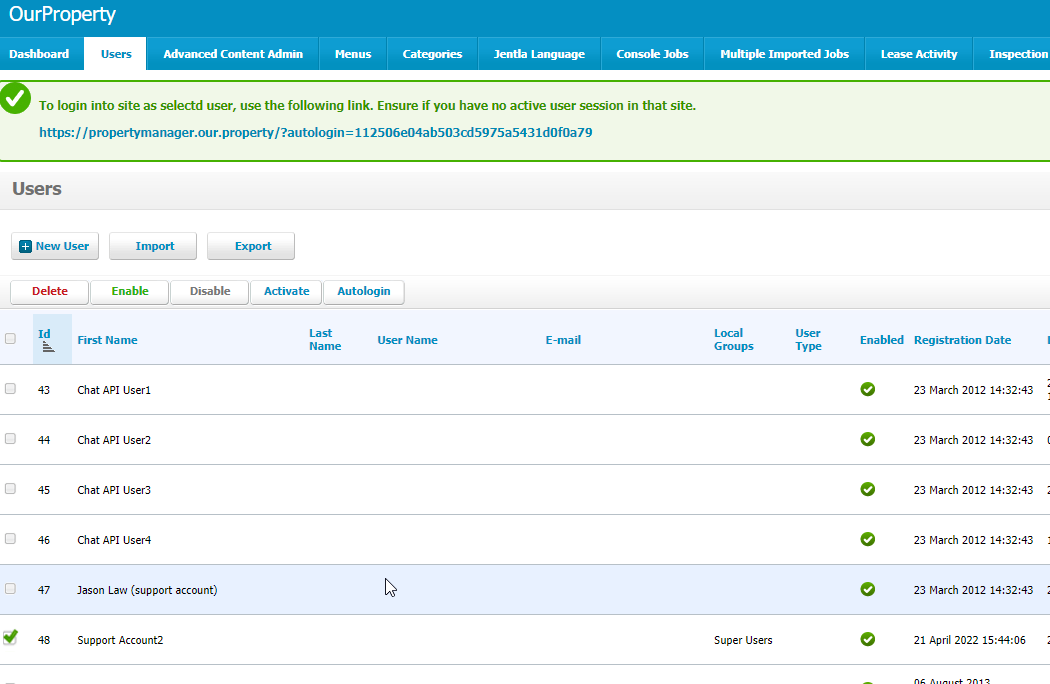 OurProperty
Dashboard Users Advanced Content Admin Menus Categories Jentla Language Console Jobs Multiple Imported Jobs Lease Activity Inspection
To login into site as selectd user, use the following link. Ensure if you have no active user session in that site.
https://propertymanager.our.property/?autologin=112506e04ab503cd5975a5431d0f0a79
Users
New User Import Export
Delete Enable Disable Activate Autologin
Id First Name Last Name User Name E-mail Local Groups User Type Enabled Registration Date
43 Chat API User1 23 March 2012 14:32:43
44 Chat API User2 23 March 2012 14:32:43
45 Chat API User3 23 March 2012 14:32:43
46 Chat API User4 23 March 2012 14:32:43
47 Jason Law (support account) 23 March 2012 14:32:43
48 Support Account2 Super Users 21 April 2022 15:44:06
06 August 2013